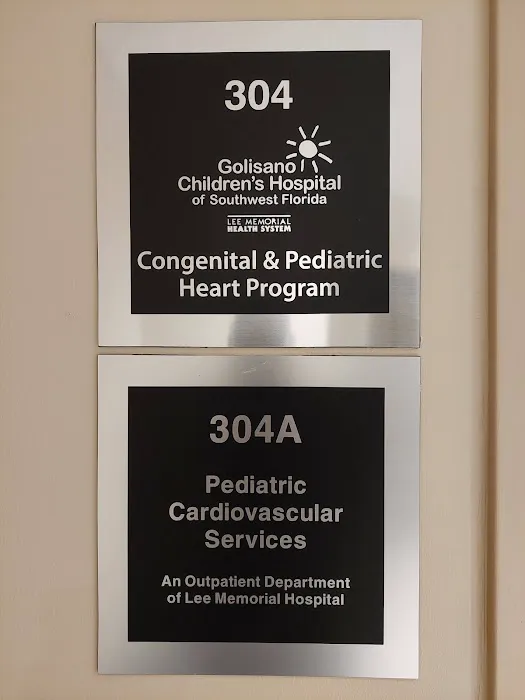 304
Golisano
Children's Hospital
of Southwest Florida
LEE MEMORIAL
HEALTH SYSTEM
Congenital & Pediatric
Heart Program
304A
Pediatric
Cardiovascular
Services
An Outpatient Department
of Lee Memorial Hospital